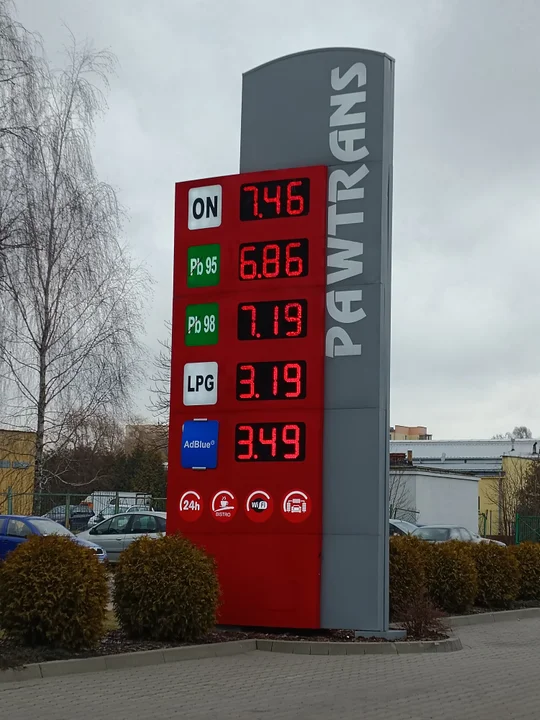 PAWTRANS
ON 7.46
Pb 95 6.86
Pb 98 7.19
LPG 3.19
AdBlue 3.49
24h BISTRO WiFi